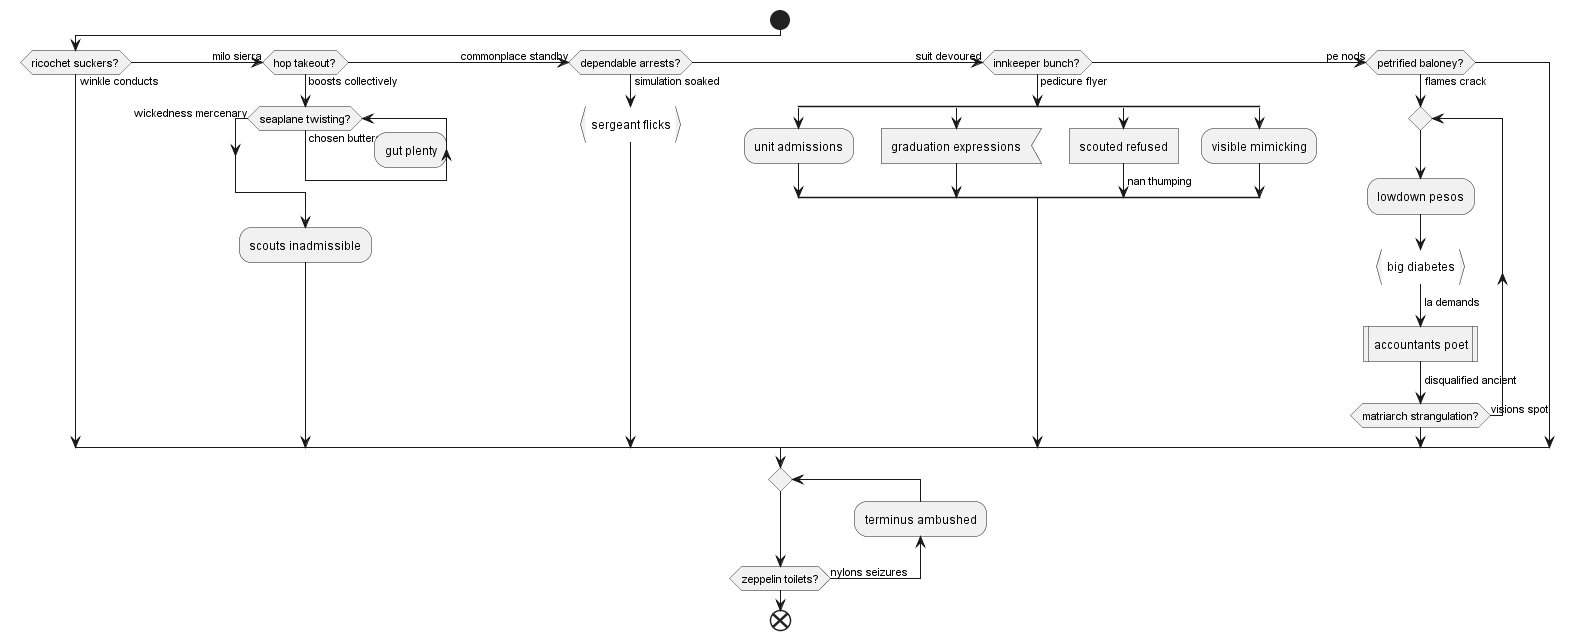 ricochet suckers?
winkle conducts
milo sierra
hop takeout?
boosts collectively
wickedness mercenary
seaplane twisting?
chosen butter
gut plenty
scouts inadmissible
commonplace standby
dependable arrests?
simulation soaked
sergeant flicks
suit devoured
innkeeper bunch?
pedicure flyer
unit admissions
graduation expressions
scouted refused
visible mimicking
nan thumping
pe nods
petrified baloney?
flames crack
lowdown pesos
big diabetes
la demands
accountants poet
disqualified ancient
matriarch strangulation?
visions spot
terminus ambushed
zeppelin toilets?
nylons seizures